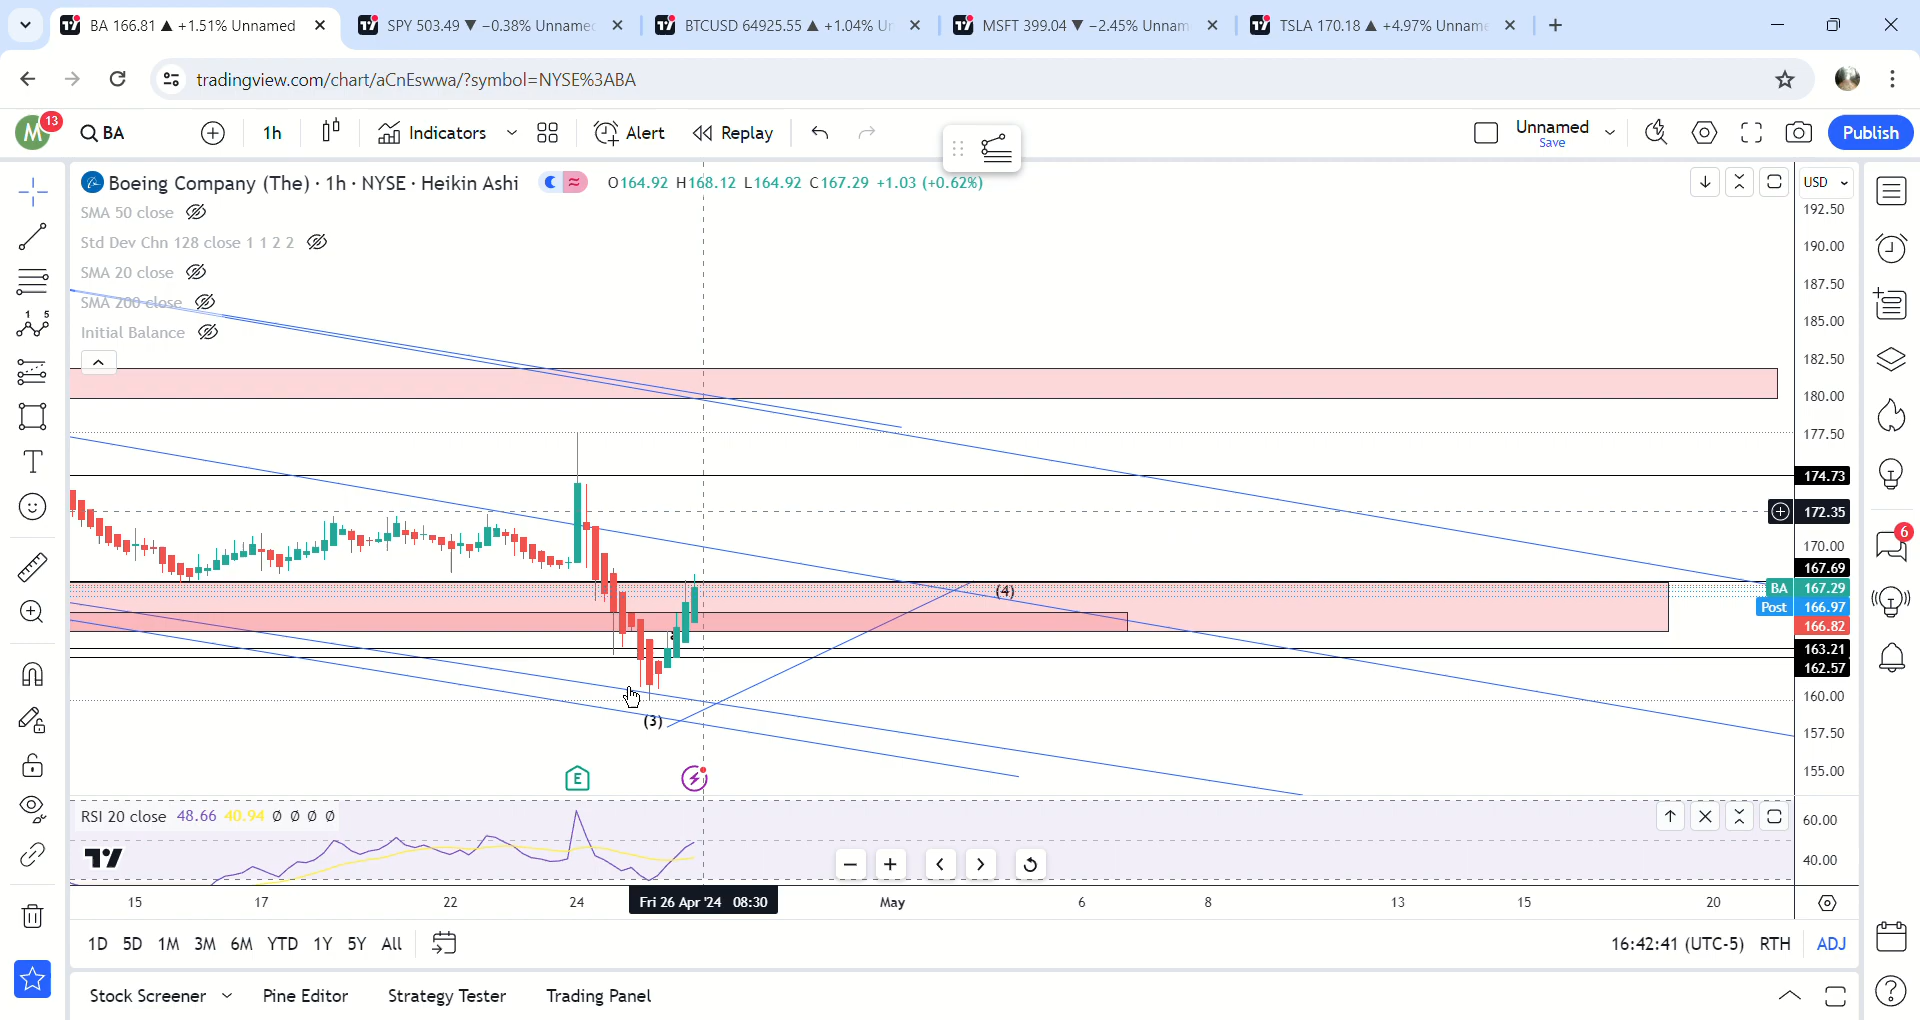 BA 166.81 ▲ +1.51% Unnamed
SPY 503.49 ▼ −0.38% Unname
BTCUSD 64925.55 ▲ +1.04% U
MSFT 399.04 ▼ −2.45% Unnam
TSLA 170.18 ▲ +4.97% Unnam
tradingview.com/chart/aCnEswwa/?symbol=NYSE%3ABA
M
13
BA
1h
Indicators
Alert
Replay
Unnamed
Save
Publish
Boeing Company (The) · 1h · NYSE · Heikin Ashi
O164.92 H168.12 L164.92 C167.29 +1.03 (+0.62%)
USD
SMA 50 close
Std Dev Chn 128 close 1 1 2 2
SMA 20 close
SMA 200 close
Initial Balance
192.50
190.00
187.50
185.00
182.50
180.00
177.50
174.73
172.35
170.00
167.69
BA 167.29
Post 166.97
166.82
163.21
162.57
160.00
157.50
155.00
1 5
T
6
(4)
(3)
E
RSI 20 close 48.66 40.94 Ø Ø Ø Ø
60.00
40.00
15
17
22
24
Fri 26 Apr '24 08:30
May
6
8
13
15
20
1D 5D 1M 3M 6M YTD 1Y 5Y All
16:42:41 (UTC-5) RTH ADJ
Stock Screener
Pine Editor
Strategy Tester
Trading Panel